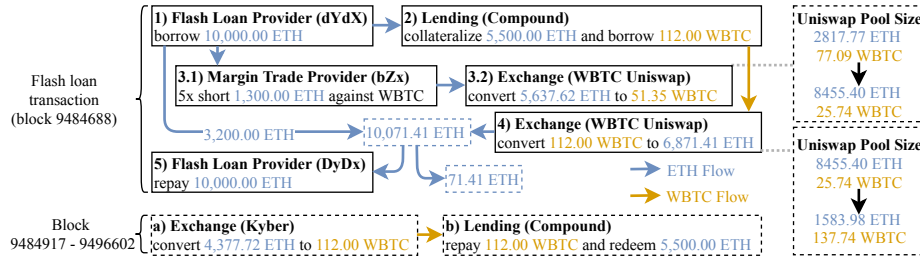 1) Flash Loan Provider (dYdX)
borrow 10,000.00 ETH
2) Lending (Compound)
collateralize 5,500.00 ETH and borrow 112.00 WBTC
Uniswap Pool Size
2817.77 ETH
77.09 WBTC
8455.40 ETH
25.74 WBTC
Flash loan
transaction
(block 9484688)
3.1) Margin Trade Provider (bZx)
5x short 1,300.00 ETH against WBTC
3.2) Exchange (WBTC Uniswap)
convert 5,637.62 ETH to 51.35 WBTC
3,200.00 ETH
10,071.41 ETH
4) Exchange (WBTC Uniswap)
convert 112.00 WBTC to 6,871.41 ETH
Uniswap Pool Size
8455.40 ETH
25.74 WBTC
1583.98 ETH
137.74 WBTC
5) Flash Loan Provider (DyDx)
repay 10,000.00 ETH
71.41 ETH
ETH Flow
WBTC Flow
Block
9484917 - 9496602
a) Exchange (Kyber)
convert 4,377.72 ETH to 112.00 WBTC
b) Lending (Compound)
repay 112.00 WBTC and redeem 5,500.00 ETH